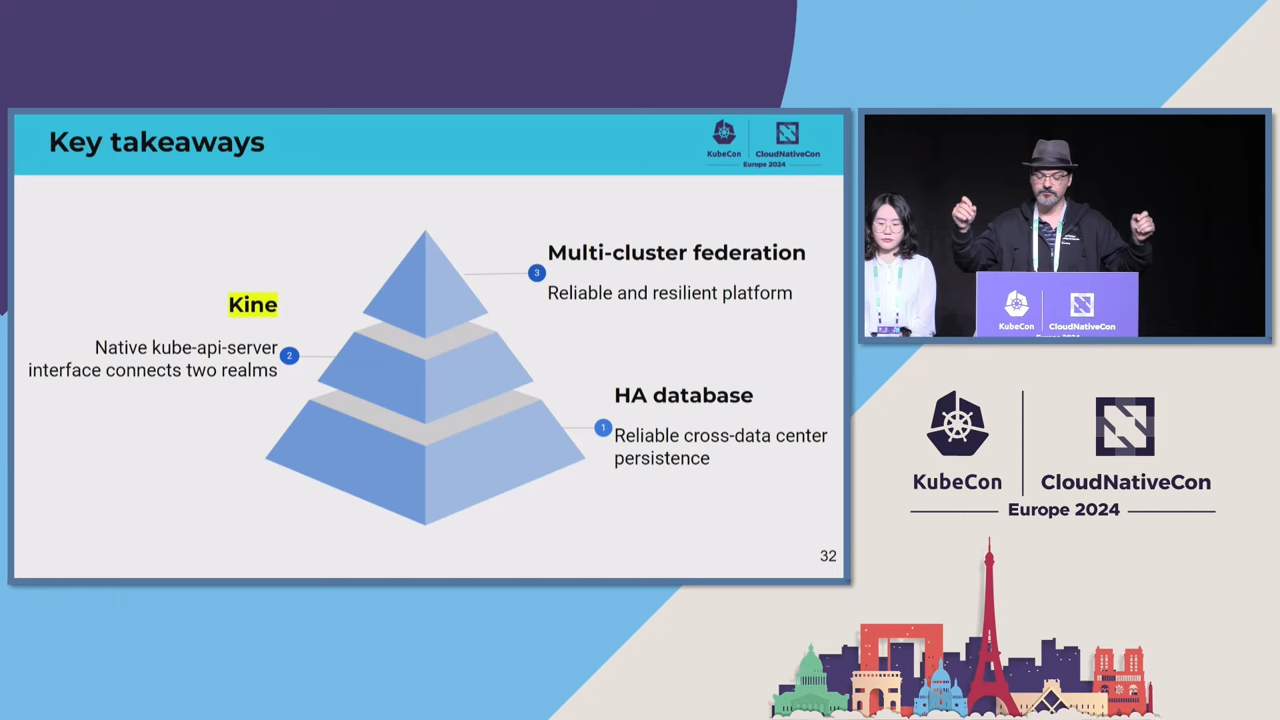 Key takeaways
KubeCon
CloudNativeCon
Europe 2024
Multi-cluster federation
3
Reliable and resilient platform
Kine
Native kube-api-server
interface connects two realms
2
HA database
1
Reliable cross-data center
persistence
32
KubeCon
CloudNativeCon
KubeCon
CloudNativeCon
Europe 2024